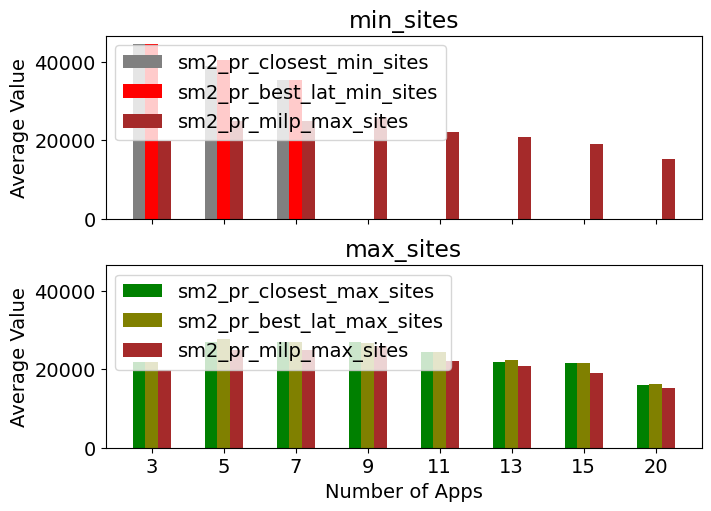 min_sites
Average Value
40000
20000
0
sm2_pr_closest_min_sites
sm2_pr_best_lat_min_sites
sm2_pr_milp_max_sites
max_sites
Average Value
40000
20000
0
sm2_pr_closest_max_sites
sm2_pr_best_lat_max_sites
sm2_pr_milp_max_sites
3 5 7 9 11 13 15 20
Number of Apps